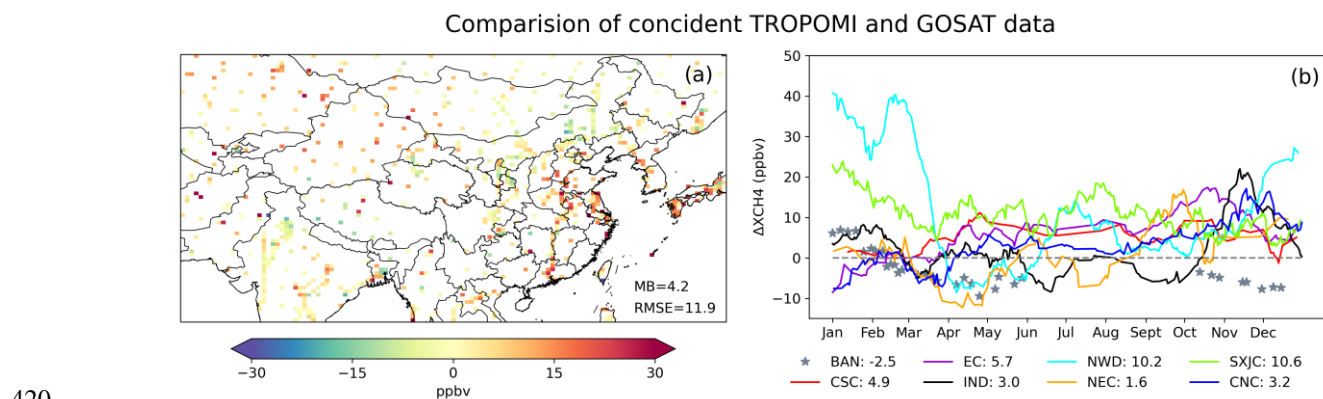 Comparision of concident TROPOMI and GOSAT data
(a)
MB=4.2
RMSE=11.9
−30 −15 0 15 30
ppbv
(b)
ΔXCH4 (ppbv)
50
40
30
20
10
0
−10
Jan Feb Mar Apr May Jun Jul Aug Sept Oct Nov Dec
BAN: -2.5 EC: 5.7 NWD: 10.2 SXJC: 10.6
CSC: 4.9 IND: 3.0 NEC: 1.6 CNC: 3.2